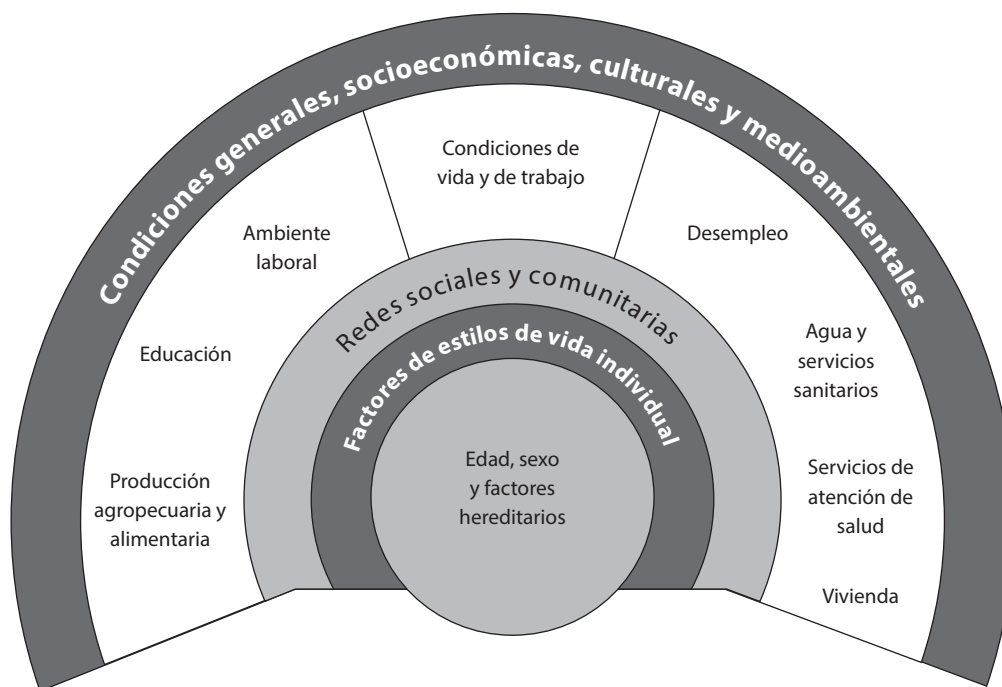 Condiciones generales, socioeconómicas, culturales y medioambientales
Condiciones de
vida y de trabajo
Ambiente
laboral
Desempleo
Redes sociales y comunitarias
Factores de estilos de vida individual
Educación
Agua y
servicios
sanitarios
Edad, sexo
y factores
hereditarios
Producción
agropecuaria y
alimentaria
Servicios de
atención de
salud
Vivienda